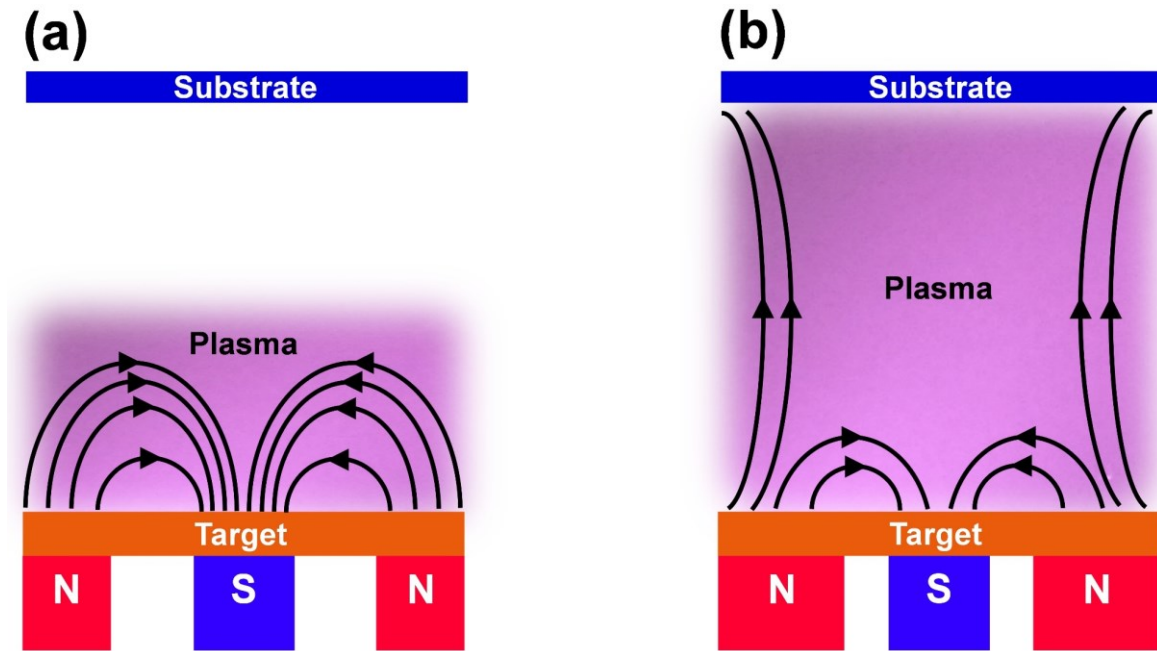 (a)
Substrate
Plasma
Target
N S N
(b)
Substrate
Plasma
Target
N S N